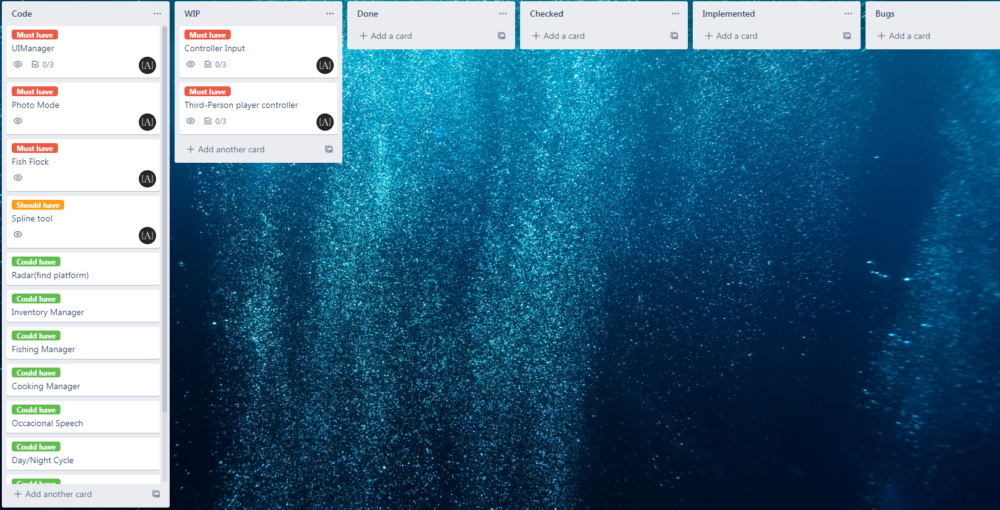 Code
Must have
UIManager
0/3
{A}
Must have
Photo Mode
{A}
Must have
Fish Flock
{A}
Should have
Spline tool
{A}
Could have
Radar(find platform)
Could have
Inventory Manager
Could have
Fishing Manager
Could have
Cooking Manager
Could have
Occacional Speech
Could have
Day/Night Cycle
Could have
Add another card
WIP
Must have
Controller Input
0/3
{A}
Must have
Third-Person player controller
0/3
{A}
Add another card
Done
Add a card
Checked
Add a card
Implemented
Add a card
Bugs
Add a card